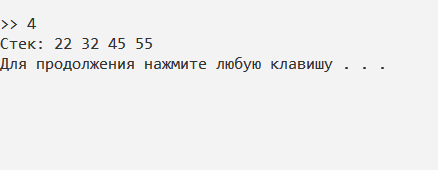 >> 4
Стек: 22 32 45 55
Для продолжения нажмите любую клавишу . . .